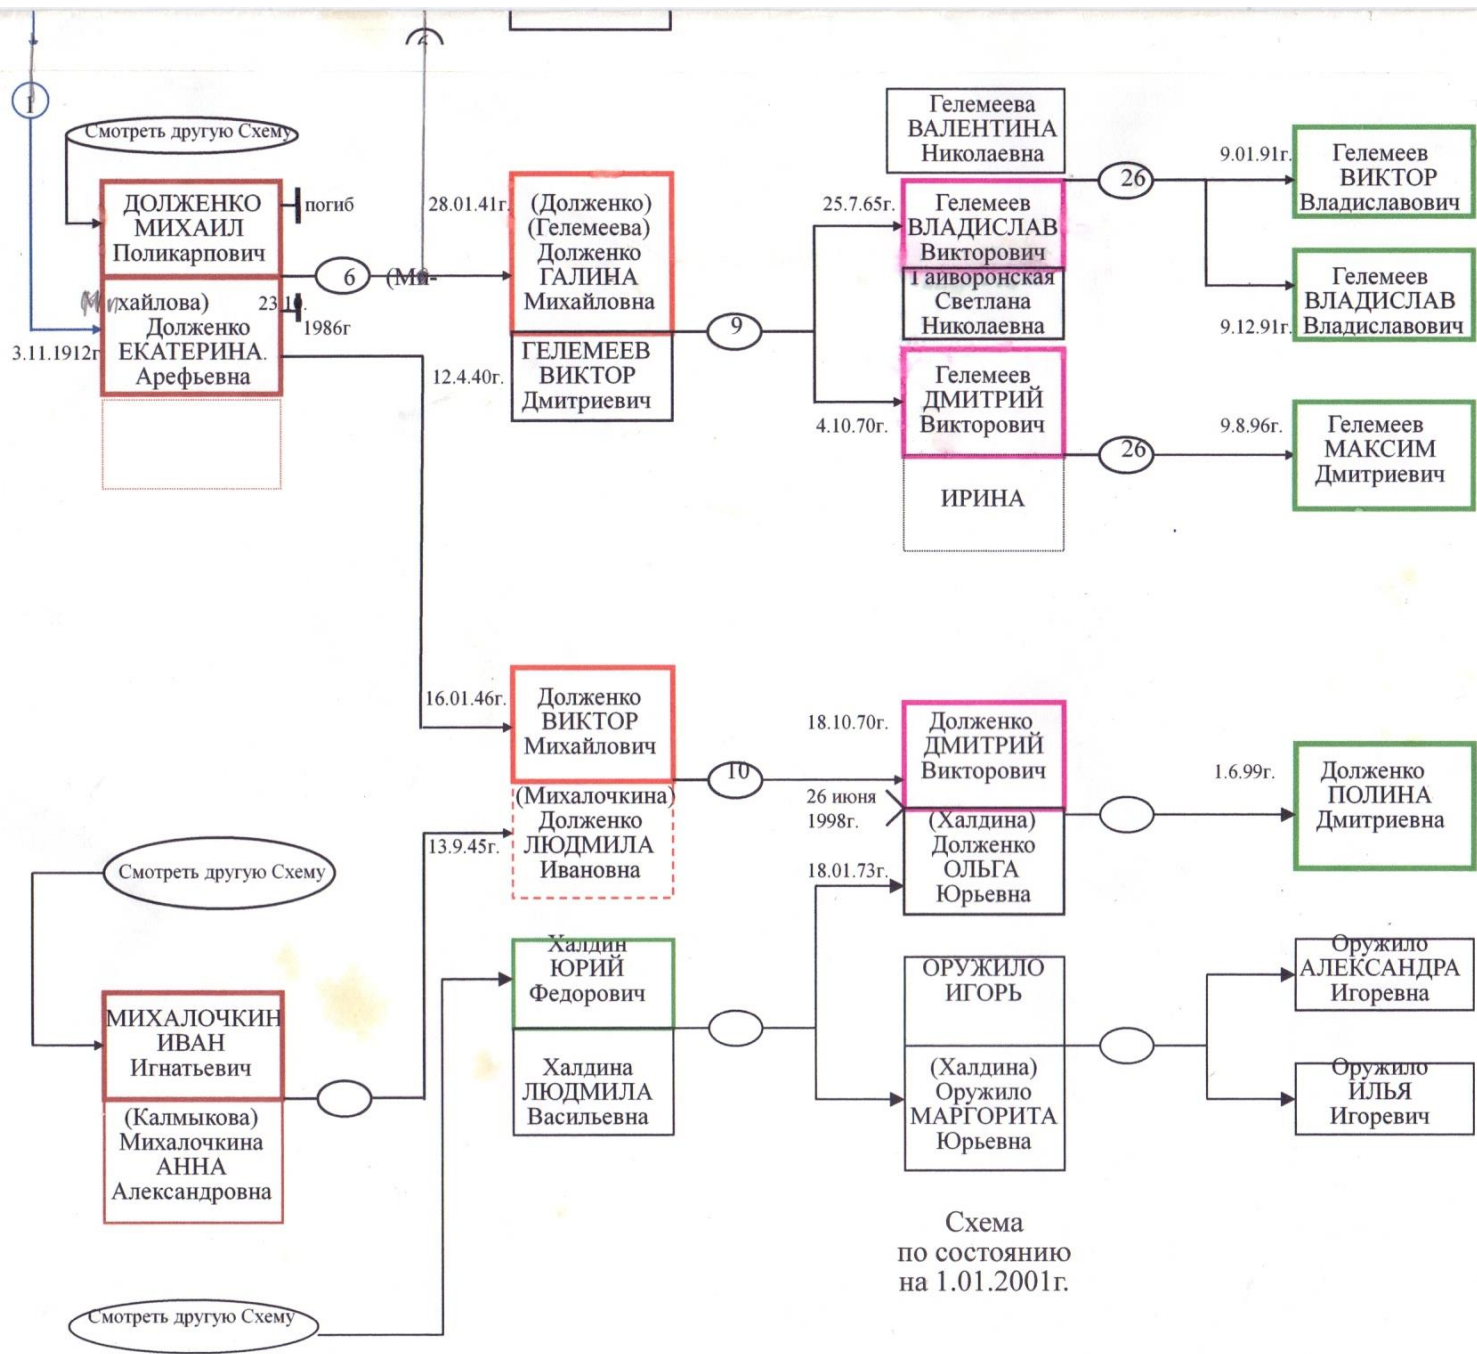 6
1
Смотреть другую Схему
ДОЛЖЕНКО
МИХАИЛ
Поликарпович
погиб
6
(Ми-
хайлова)
Долженко
ЕКАТЕРИНА.
Арефьевна
3.11.1912г
23.10.
1986г
28.01.41г.
(Долженко)
(Гелемеева)
Долженко
ГАЛИНА
Михайловна
12.4.40г.
ГЕЛЕМЕЕВ
ВИКТОР
Дмитриевич
9
Гелемеева
ВАЛЕНТИНА
Николаевна
25.7.65г.
Гелемеев
ВЛАДИСЛАВ
Викторович
Гайворонская
Светлана
Николаевна
26
9.01.91г.
Гелемеев
ВИКТОР
Владиславович
9.12.91г.
Гелемеев
ВЛАДИСЛАВ
Владиславович
4.10.70г.
Гелемеев
ДМИТРИЙ
Викторович
ИРИНА
26
9.8.96г.
Гелемеев
МАКСИМ
Дмитриевич
16.01.46г.
Долженко
ВИКТОР
Михайлович
13.9.45г.
(Михалочкина)
Долженко
ЛЮДМИЛА
Ивановна
10
18.10.70г.
Долженко
ДМИТРИЙ
Викторович
26 июня
1998г.
18.01.73г.
(Халдина)
Долженко
ОЛЬГА
Юрьевна
1.6.99г.
Долженко
ПОЛИНА
Дмитриевна
Смотреть другую Схему
МИХАЛОЧКИН
ИВАН
Игнатьевич
(Калмыкова)
Михалочкина
АННА
Александровна
Халдин
ЮРИЙ
Федорович
Халдина
ЛЮДМИЛА
Васильевна
ОРУЖИЛО
ИГОРЬ
(Халдина)
Оружило
МАРГОРИТА
Юрьевна
Оружило
АЛЕКСАНДРА
Игоревна
Оружило
ИЛЬЯ
Игоревич
Схема
по состоянию
на 1.01.2001г.
Смотреть другую Схему